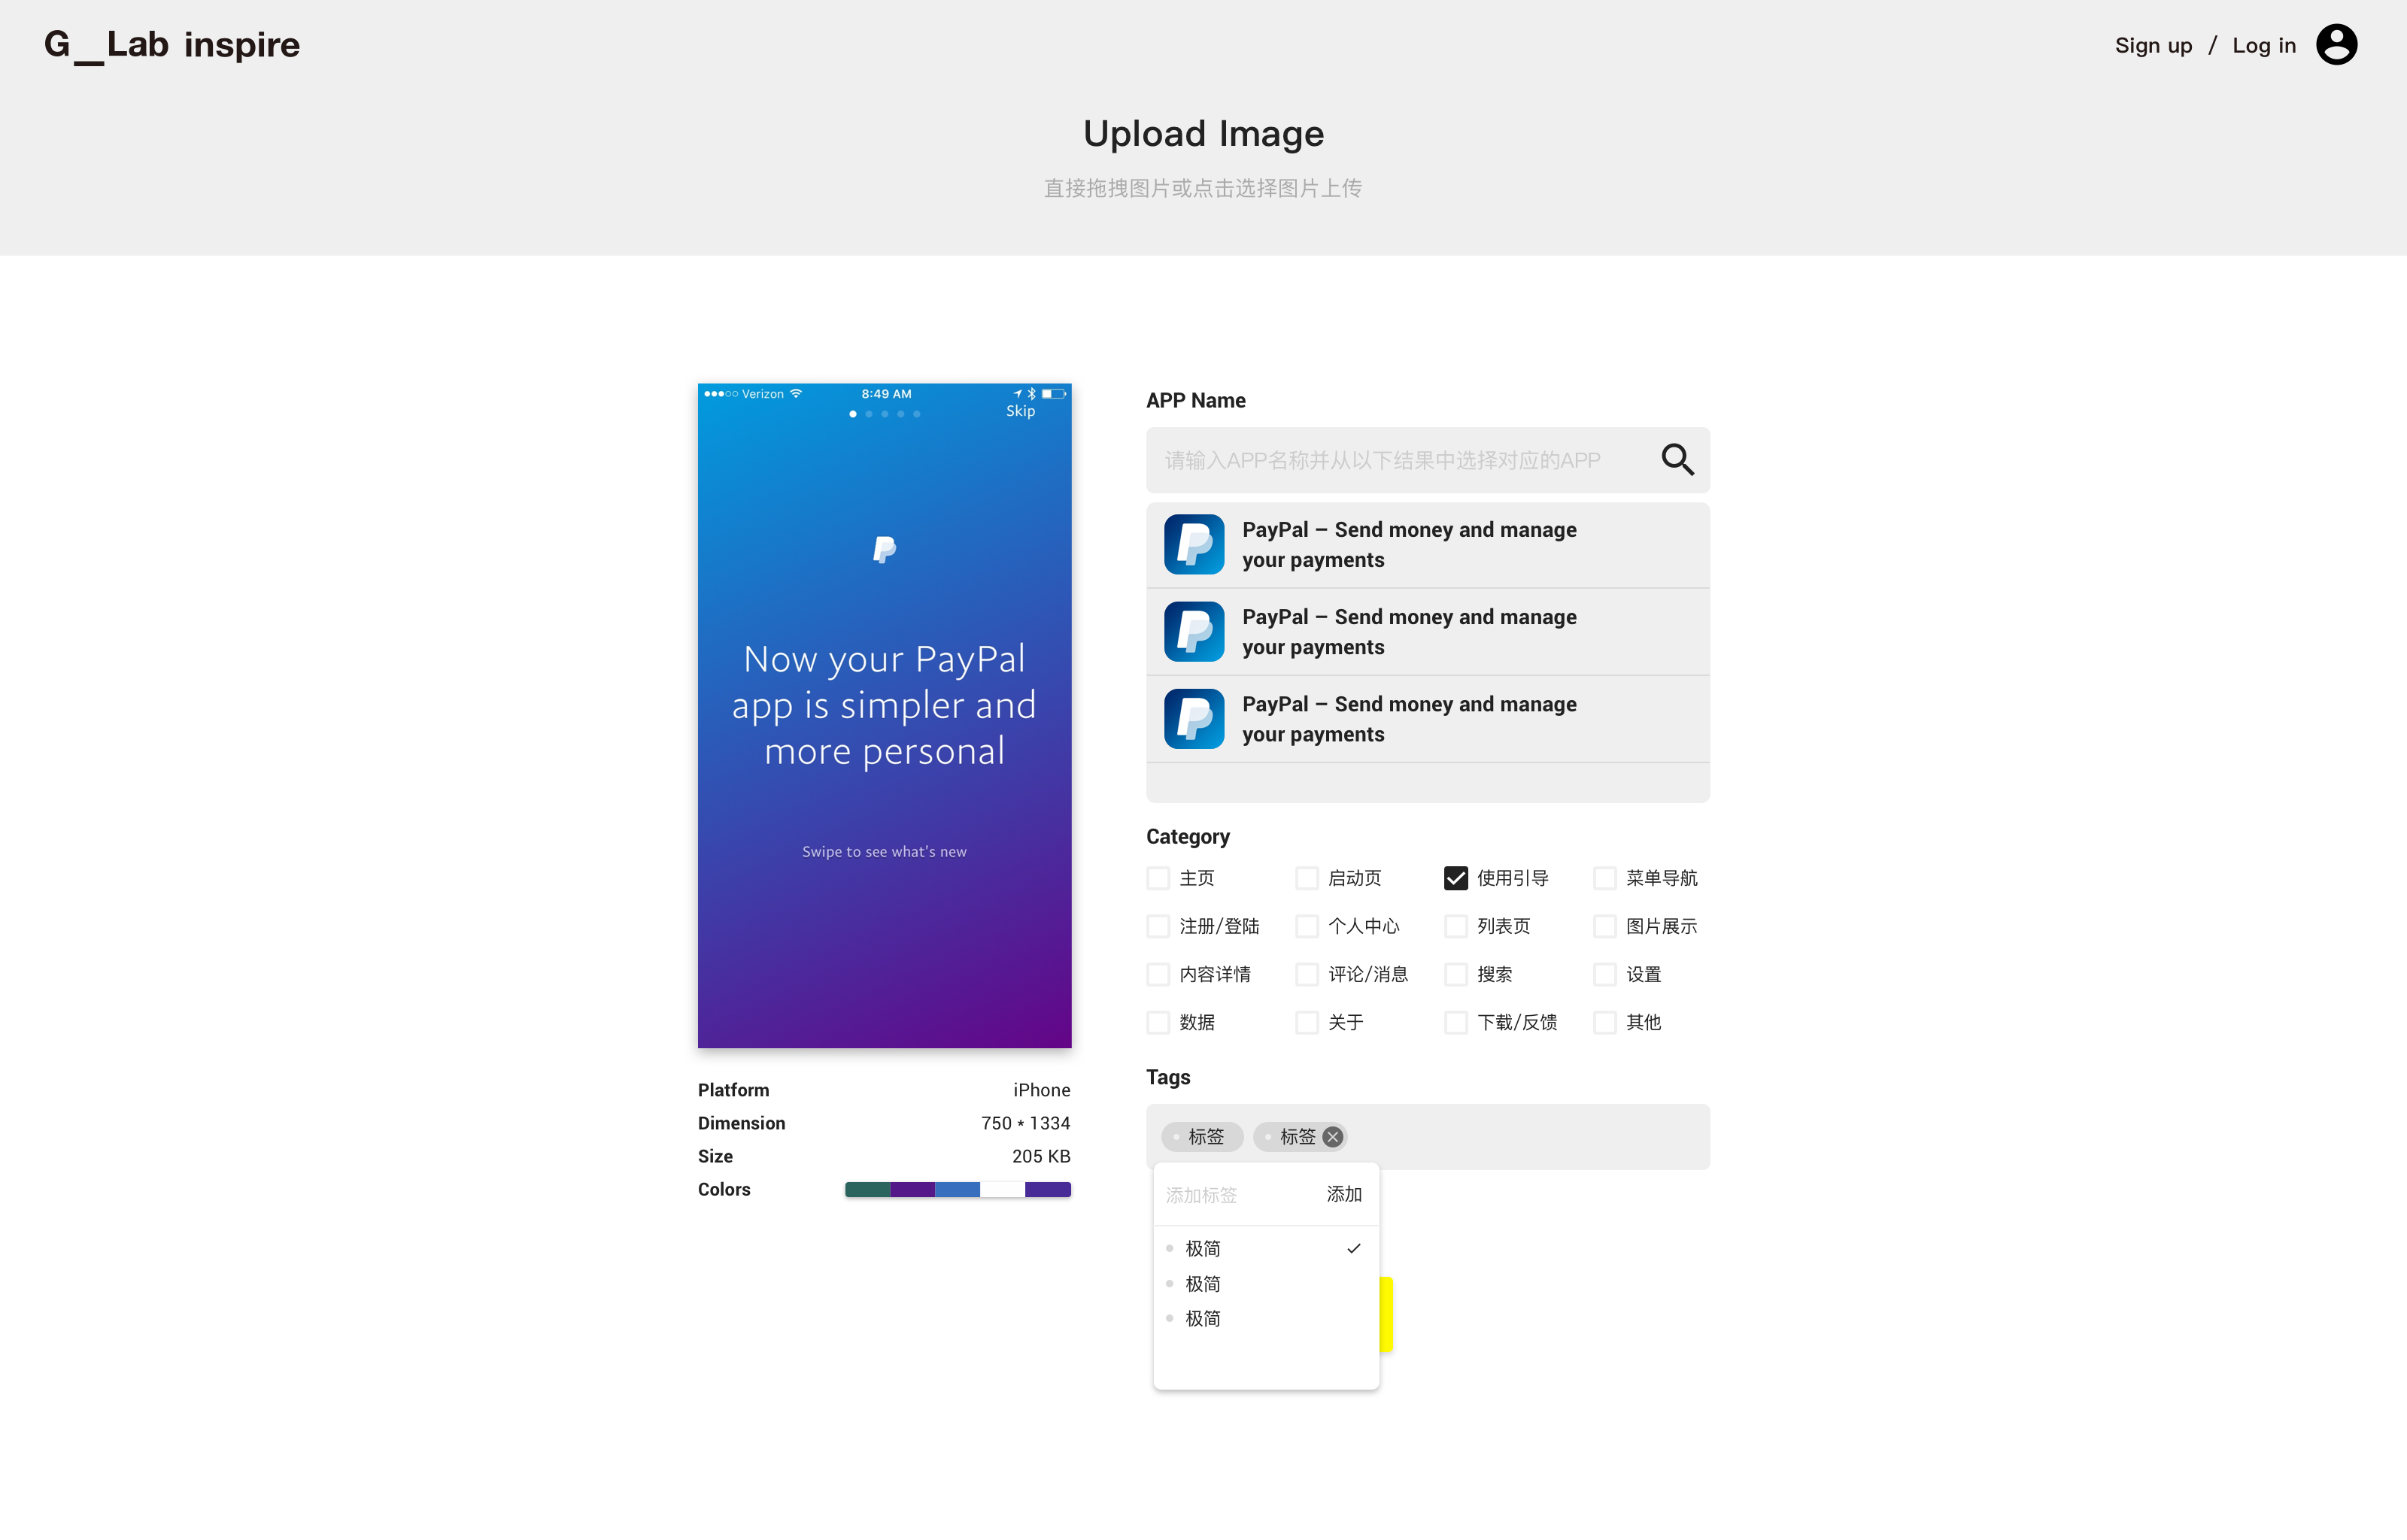 G__Lab inspire
Sign up / Log in
Upload Image
直接拖拽图片或点击选择图片上传
Verizon 8:49 AM
Skip
Now your PayPal
app is simpler and
more personal
Swipe to see what's new
Platform iPhone
Dimension 750 * 1334
Size 205 KB
Colors
APP Name
请输入APP名称并从以下结果中选择对应的APP
PayPal – Send money and manage
your payments
PayPal – Send money and manage
your payments
PayPal – Send money and manage
your payments
Category
主页 启动页 使用引导 菜单导航
注册/登陆 个人中心 列表页 图片展示
内容详情 评论/消息 搜索 设置
数据 关于 下载/反馈 其他
Tags
标签 标签
添加标签 添加
极简
极简
极简